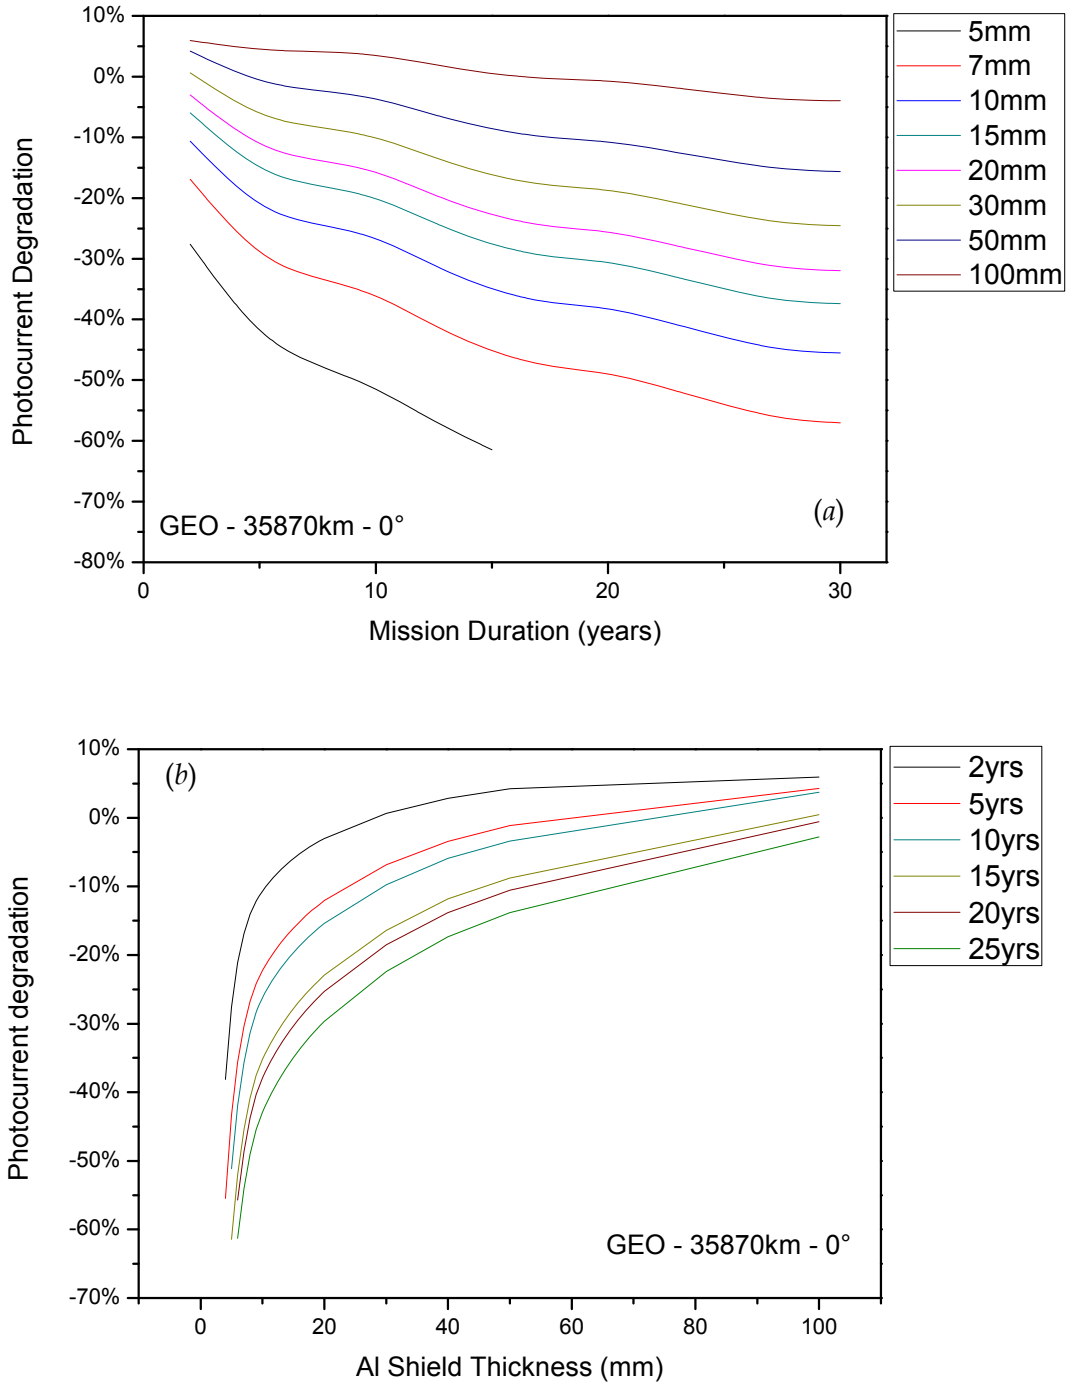 10%
0%
-10%
-20%
-30%
-40%
-50%
-60%
-70%
-80%
Photocurrent Degradation
0
10
20
30
Mission Duration (years)
GEO - 35870km - 0°
(a)
5mm
7mm
10mm
15mm
20mm
30mm
50mm
100mm
10%
0%
-10%
-20%
-30%
-40%
-50%
-60%
-70%
Photocurrent degradation
0
20
40
60
80
100
Al Shield Thickness (mm)
(b)
GEO - 35870km - 0°
2yrs
5yrs
10yrs
15yrs
20yrs
25yrs